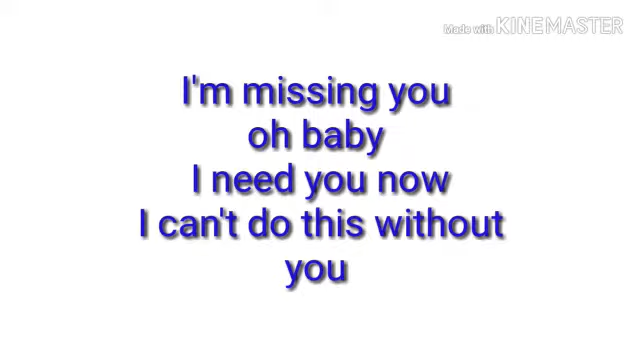 Made with KINEMASTER
I'm missing you
oh baby
I need you now
I can't do this without
you